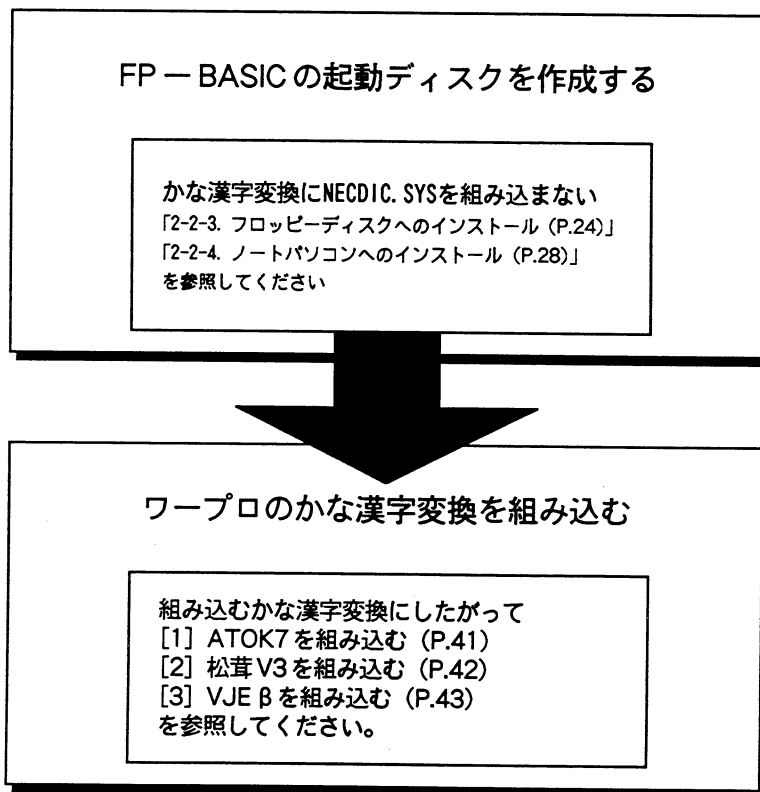 FP－BASICの起動ディスクを作成する
かな漢字変換にNECDIC.SYSを組み込まない
「2-2-3. フロッピーディスクへのインストール（P.24）」
「2-2-4. ノートパソコンへのインストール（P.28）」
を参照してください
ワープロのかな漢字変換を組み込む
組み込むかな漢字変換にしたがって
[1] ATOK7を組み込む（P.41）
[2] 松茸V3を組み込む（P.42）
[3] VJEβを組み込む（P.43）
を参照してください。